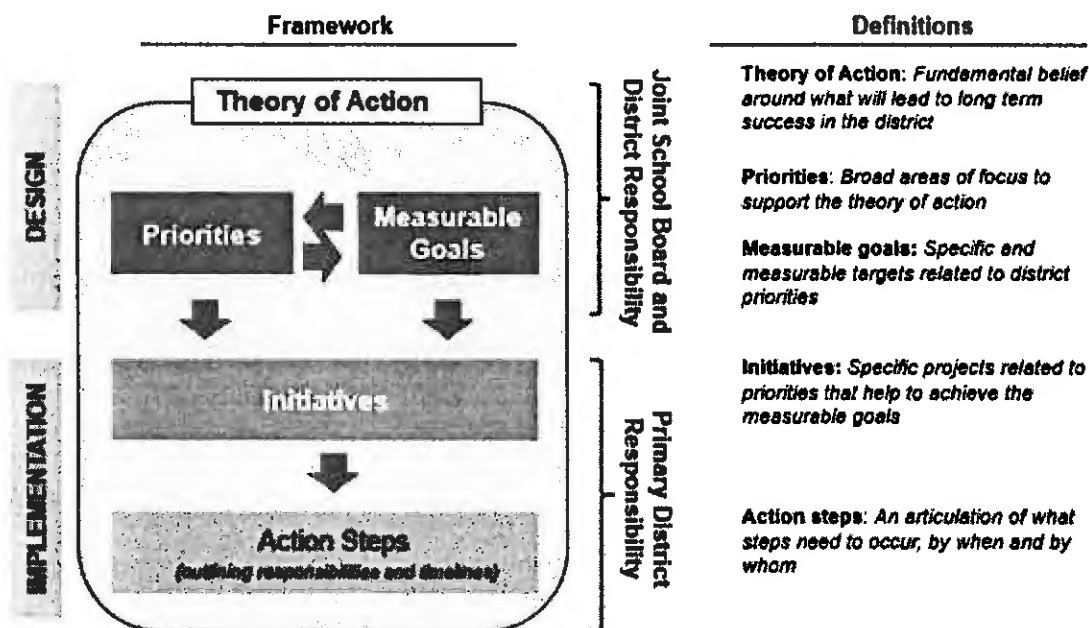 Framework
Definitions
DESIGN
Theory of Action
Priorities
Measurable
Goals
Joint School Board and
District Responsibility
Theory of Action: Fundamental belief
around what will lead to long term
success in the district
Priorities: Broad areas of focus to
support the theory of action
Measurable goals: Specific and
measurable targets related to district
priorities
IMPLEMENTATION
Initiatives
Action Steps
(outlining responsibilities and timelines)
Primary District
Responsibility
Initiatives: Specific projects related to
priorities that help to achieve the
measurable goals
Action steps: An articulation of what
steps need to occur, by when and by
whom